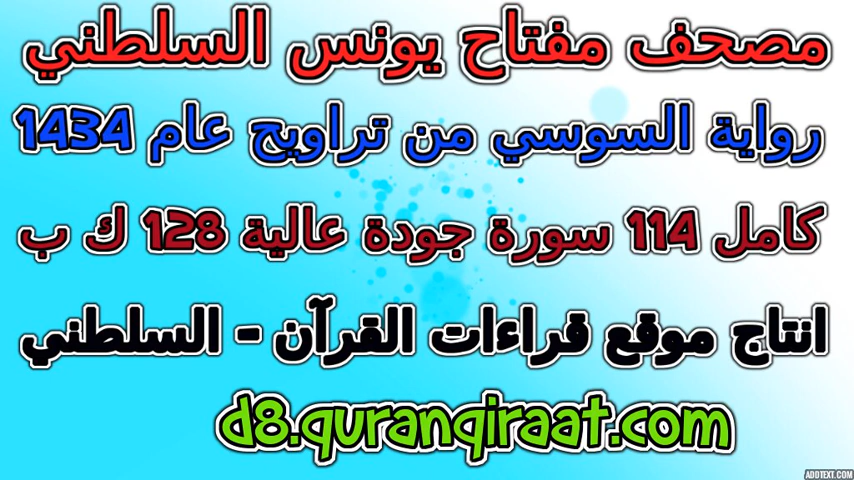 مصحف مفتاح يونس السلطني
رواية السوسي من تراويح عام 1434
كامل 114 سورة جودة عالية 128 ك ب
انتاج موقع قراءات القرآن - السلطني
d8.quranqiraat.com
ADDTEXT.COM